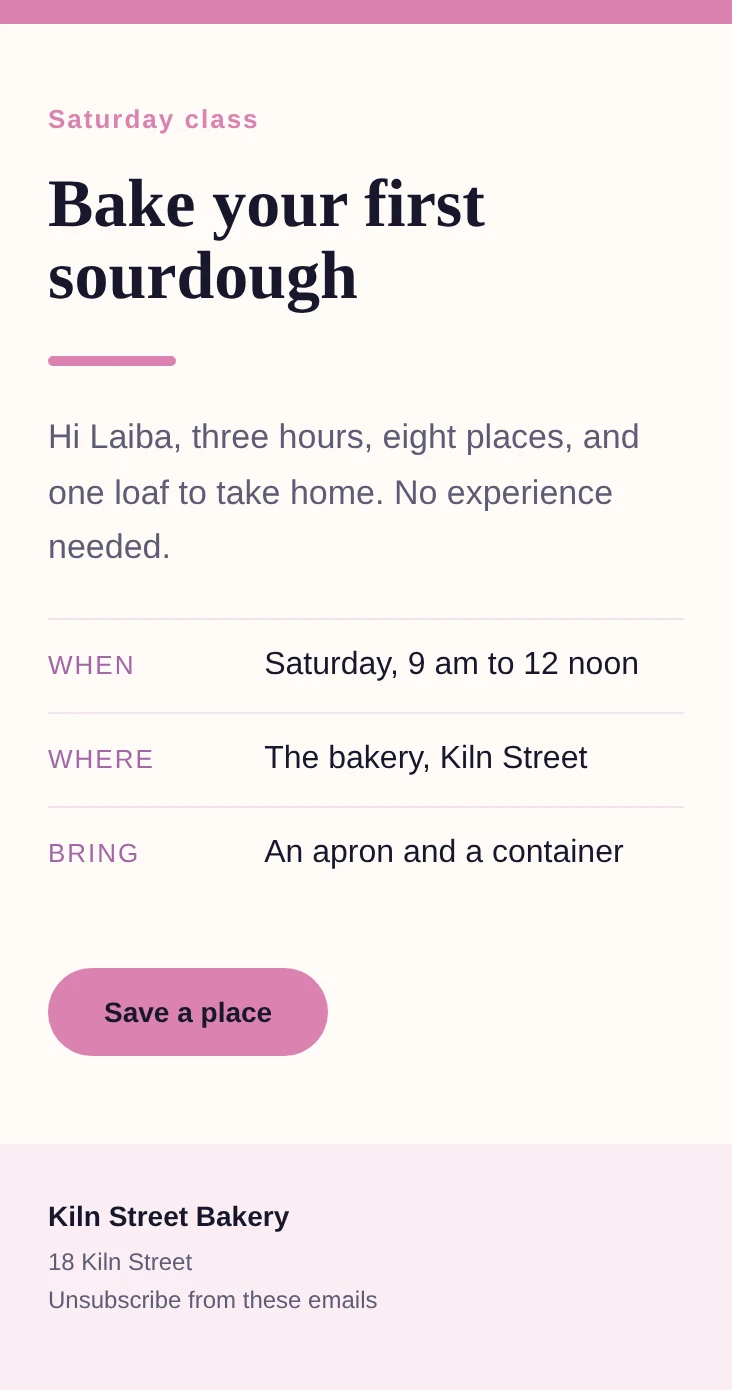 Saturday class
Bake your first
sourdough
Hi Laiba, three hours, eight places, and
one loaf to take home. No experience
needed.
WHEN Saturday, 9 am to 12 noon
WHERE The bakery, Kiln Street
BRING An apron and a container
Save a place
Kiln Street Bakery
18 Kiln Street
Unsubscribe from these emails